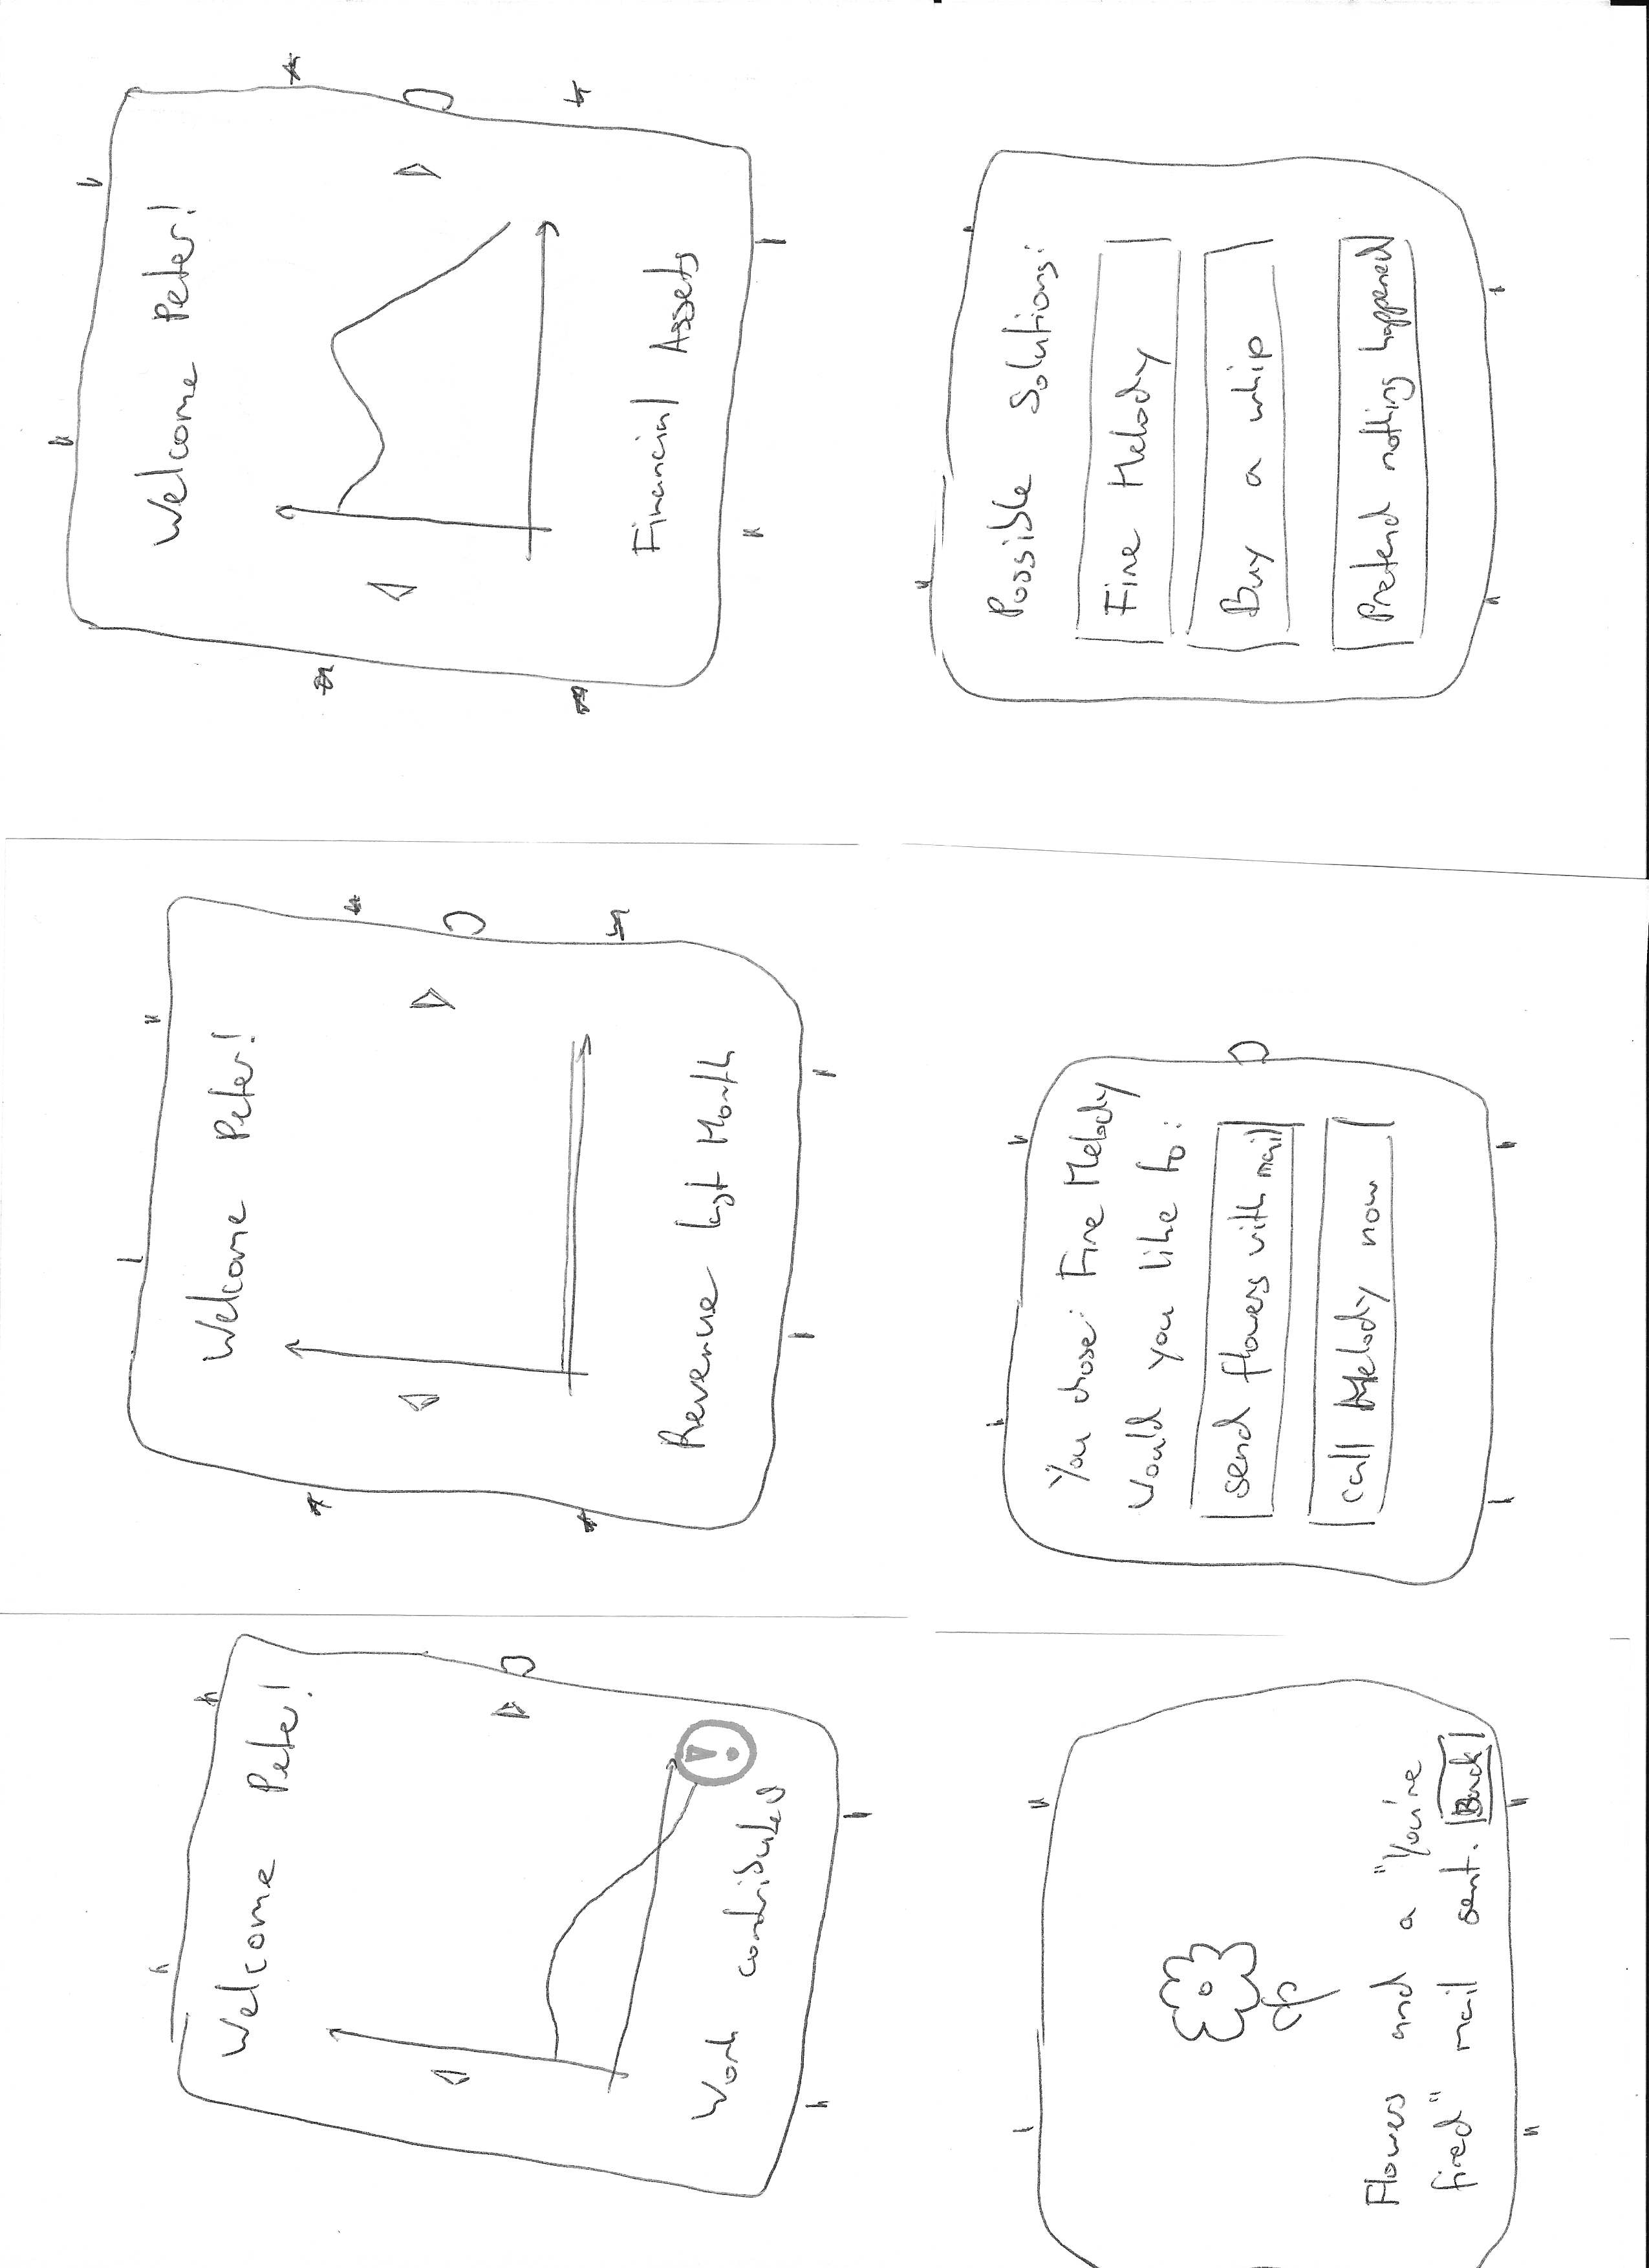 Welcome Peter!
Work contributed
Welcome Peter!
Revenue last Month
Welcome Peter!
Financial Assets
Flowers and a "You're
fired" mail sent. Back
You chose: Fire Melody
Would you like to:
send flowers with mail
call Melody now
Possible Solutions:
Fire Melody
Buy a whip
Pretend nothing happened